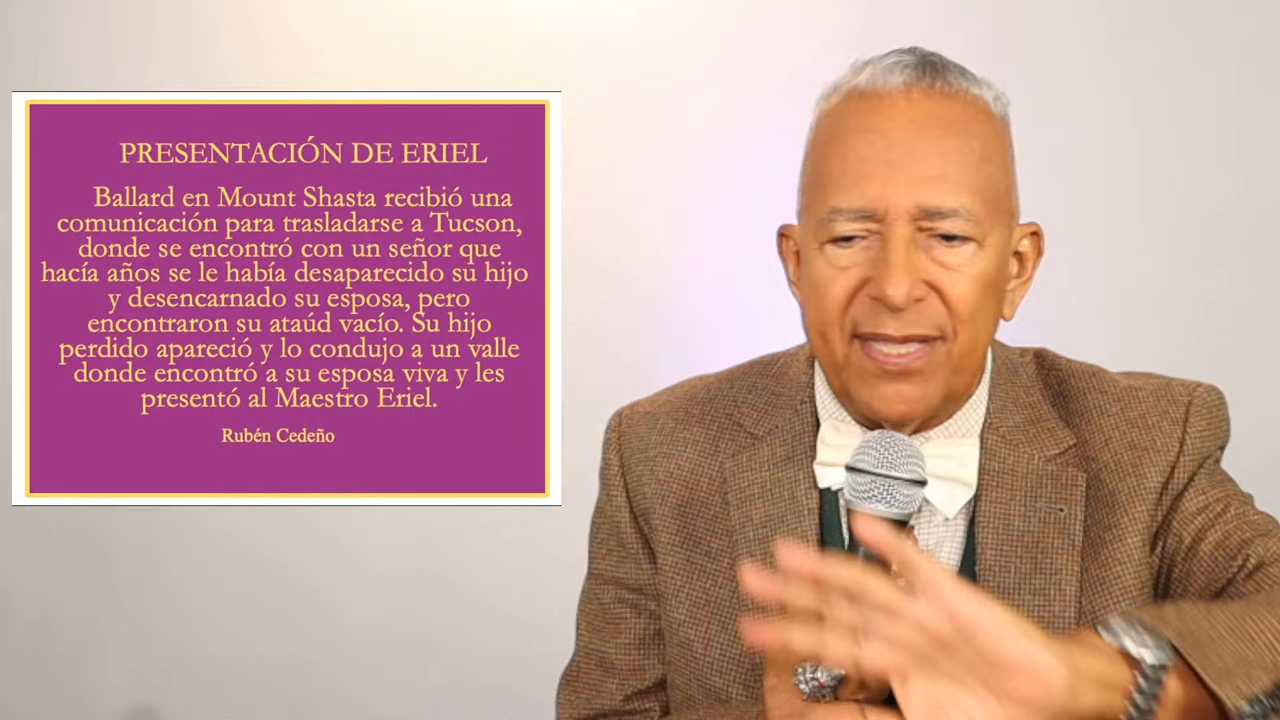 PRESENTACIÓN DE ERIEL
Ballard en Mount Shasta recibió una
comunicación para trasladarse a Tucson,
donde se encontró con un señor que
hacía años se le había desaparecido su hijo
y desencarnado su esposa, pero
encontraron su ataúd vacío. Su hijo
perdido apareció y lo condujo a un valle
donde encontró a su esposa viva y les
presentó al Maestro Eriel.
Rubén Cedeño